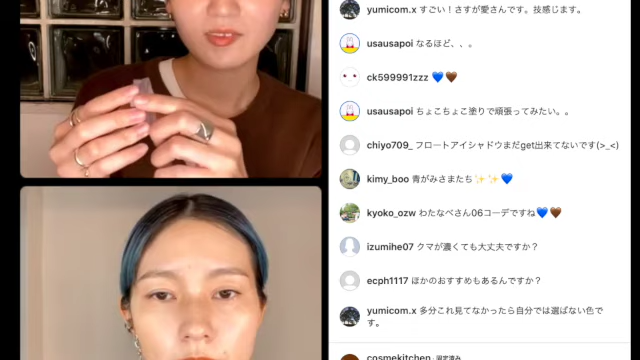 yumicom.x すごい！さすが愛さんです。技感じます。
usausapoi なるほど、、。
ck599991zzz 💙🤎
usausapoi ちょこちょこ塗りで頑張ってみたい。。
chiyo709_ フロートアイシャドウまだget出来てないです(>_<)
kimy_boo 青がみさまたち✨✨💙
kyoko_ozw わたなべさん06コーデですね💙🤎
izumihe07 クマが濃くても大丈夫ですか？
ecph1117 ほかのおすすめもあるんですか？
yumicom.x 多分これ見てなかったら自分では選ばない色で
す。
cosmekitchen 固定済み